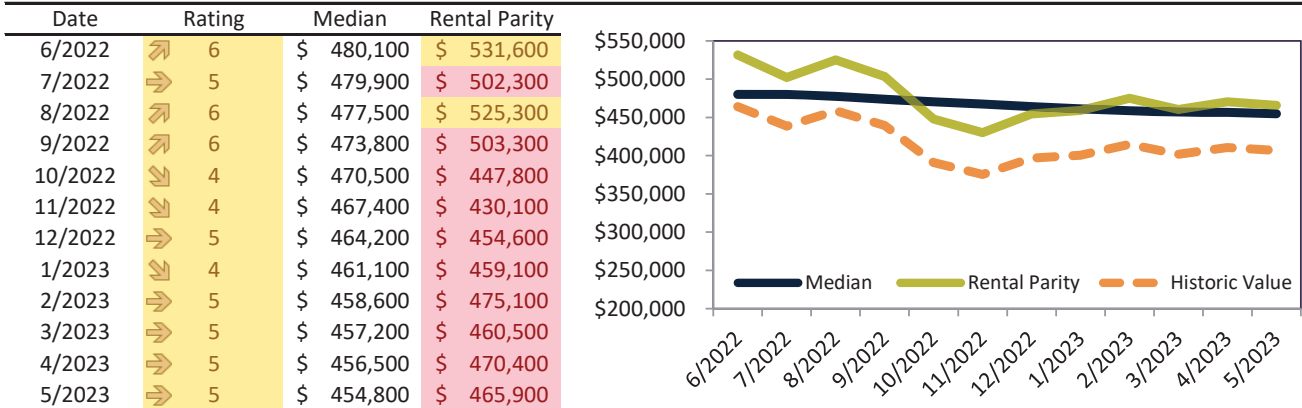 Date Rating Median Rental Parity
6/2022 6 $ 480,100 $ 531,600
7/2022 5 $ 479,900 $ 502,300
8/2022 6 $ 477,500 $ 525,300
9/2022 6 $ 473,800 $ 503,300
10/2022 4 $ 470,500 $ 447,800
11/2022 4 $ 467,400 $ 430,100
12/2022 5 $ 464,200 $ 454,600
1/2023 4 $ 461,100 $ 459,100
2/2023 5 $ 458,600 $ 475,100
3/2023 5 $ 457,200 $ 460,500
4/2023 5 $ 456,500 $ 470,400
5/2023 5 $ 454,800 $ 465,900
$550,000
$500,000
$450,000
$400,000
$350,000
$300,000
$250,000
$200,000
Median Rental Parity Historic Value
6/2022 7/2022 8/2022 9/2022 10/2022 11/2022 12/2022 1/2023 2/2023 3/2023 4/2023 5/2023